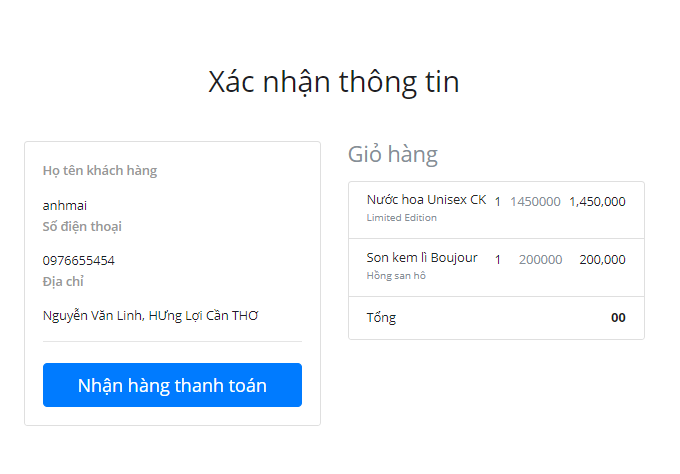 Xác nhận thông tin
Họ tên khách hàng
anhmai
Số điện thoại
0976655454
Địa chỉ
Nguyễn Văn Linh, HƯng Lợi Cần THƠ
Nhận hàng thanh toán
Giỏ hàng
Nước hoa Unisex CK 1 1450000 1,450,000
Limited Edition
Son kem lì Boujour 1 200000 200,000
Hồng san hô
Tổng 00